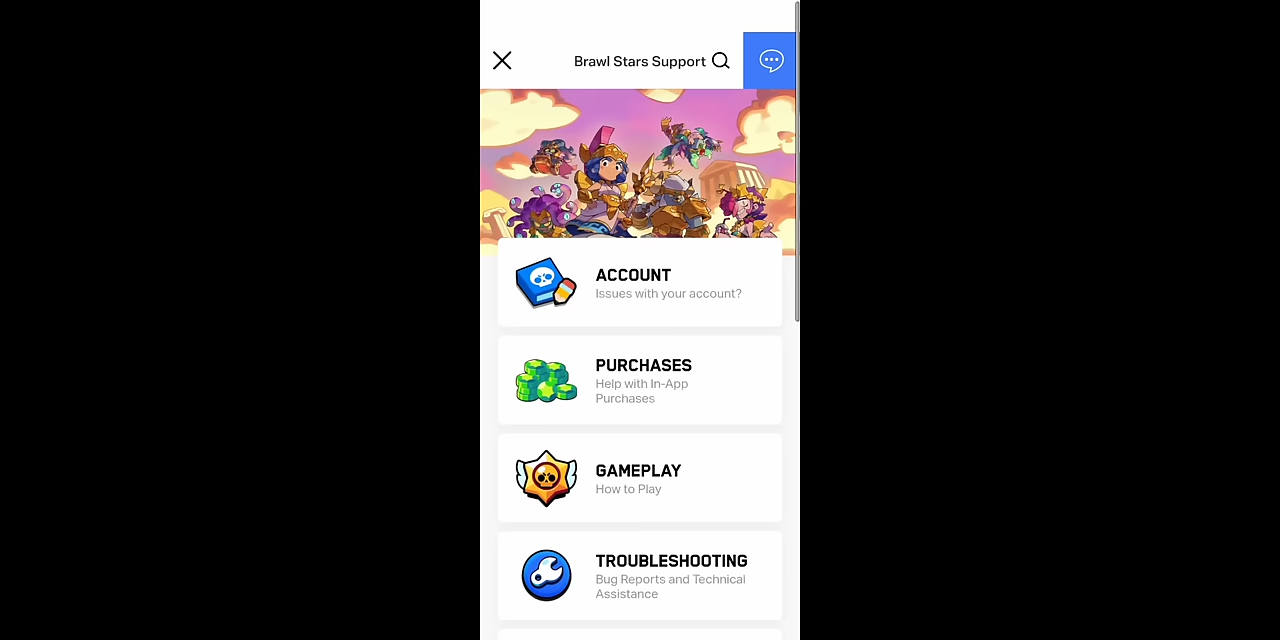 Brawl Stars Support
ACCOUNT
Issues with your account?
PURCHASES
Help with In-App
Purchases
GAMEPLAY
How to Play
TROUBLESHOOTING
Bug Reports and Technical
Assistance